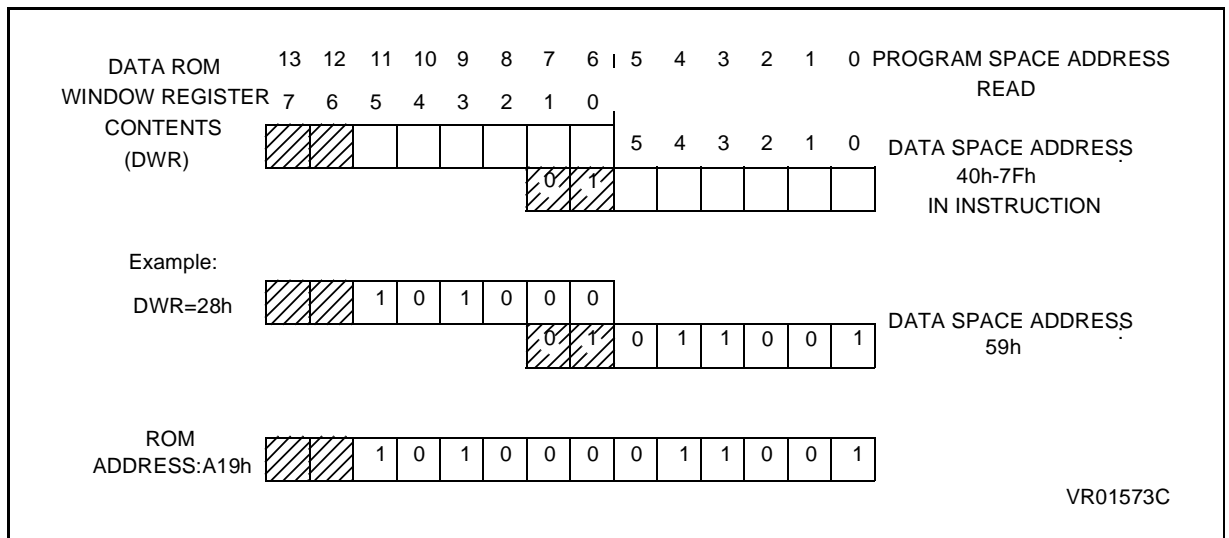 13 12 11 10 9 8 7 6 5 4 3 2 1 0 PROGRAM SPACE ADDRESS
READ
DATA ROM
WINDOW REGISTER
CONTENTS
(DWR)
7 6 5 4 3 2 1 0
5 4 3 2 1 0
DATA SPACE ADDRESS
:
40h-7Fh
IN INSTRUCTION
0 1
Example:
DWR=28h
1 0 1 0 0 0
0 1 0 1 1 0 0 1
DATA SPACE ADDRESS
:
59h
ROM
ADDRESS:A19h
1 0 1 0 0 0 0 1 1 0 0 1
VR01573C